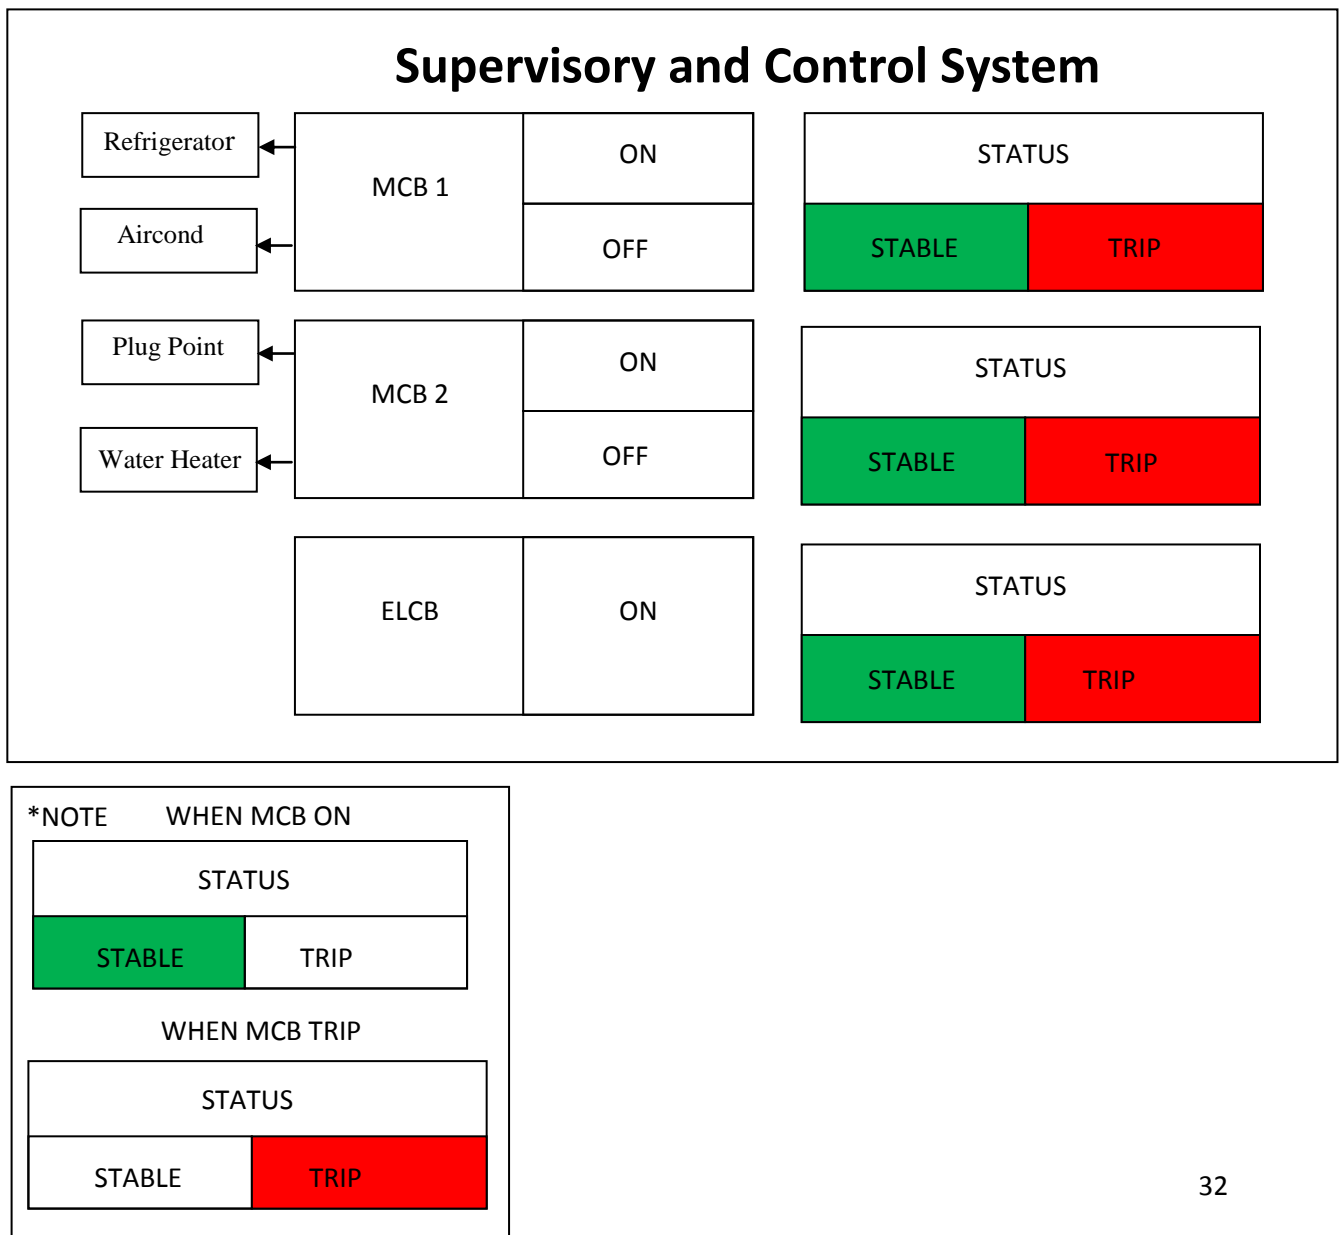 Supervisory and Control System
Refrigerator
Aircond
MCB 1
ON
OFF
STATUS
STABLE TRIP
Plug Point
Water Heater
MCB 2
ON
OFF
STATUS
STABLE TRIP
ELCB
ON
STATUS
STABLE TRIP
*NOTE WHEN MCB ON
STATUS
STABLE TRIP
WHEN MCB TRIP
STATUS
STABLE TRIP
32